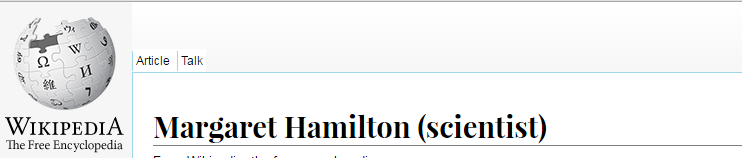 Article Talk
WIKIPEDIA
The Free Encyclopedia
Margaret Hamilton (scientist)